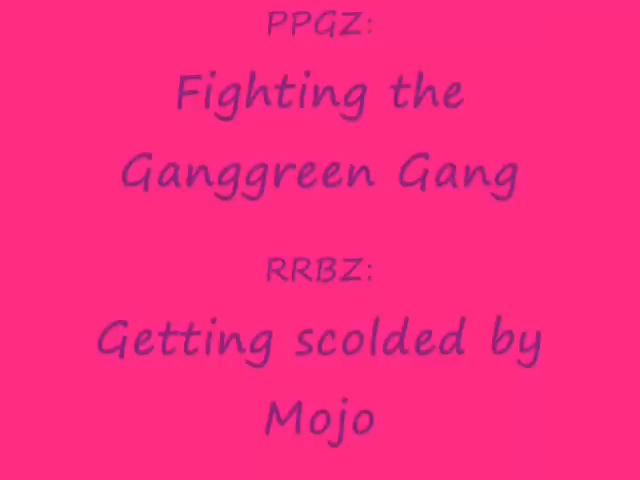 PPGZ:
Fighting the
Ganggreen Gang
RRBZ:
Getting scolded by
Mojo